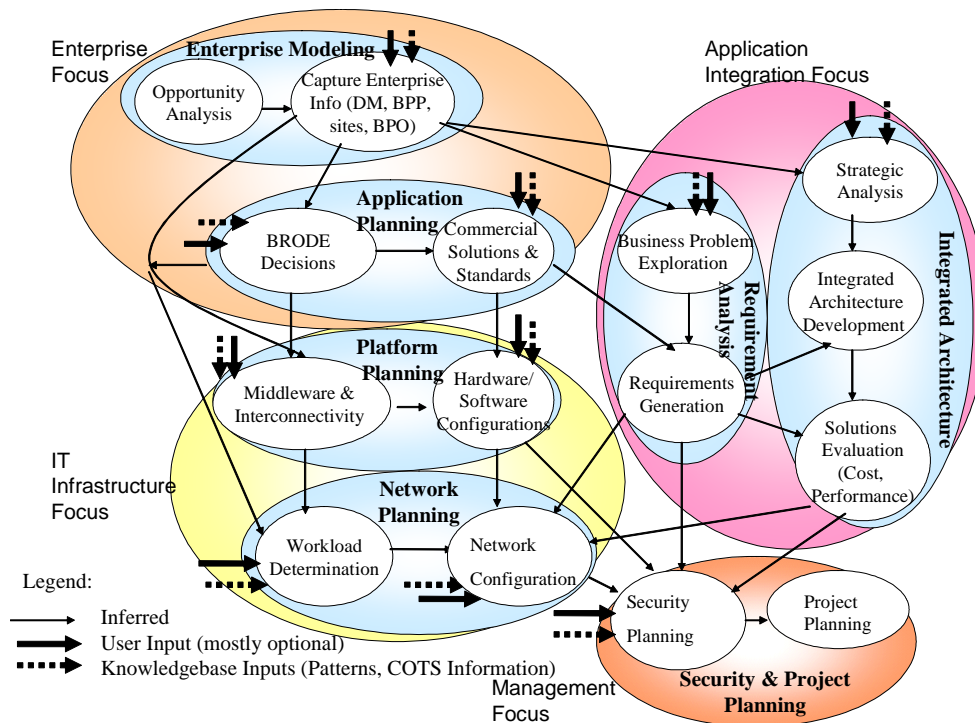 Enterprise
Focus
Enterprise Modeling
Opportunity
Analysis
Capture Enterprise
Info (DM, BPP,
sites, BPO)
Application
Integration Focus
Strategic
Analysis
Application
Planning
BRODE
Decisions
Commercial
Solutions &
Standards
Business Problem
Exploration
Requirement
Analysis
Integrated
Architecture
Development
Integrated Architecture
Platform
Planning
Middleware &
Interconnectivity
Hardware/
Software
Configurations
Requirements
Generation
Solutions
Evaluation
(Cost,
Performance)
IT
Infrastructure
Focus
Network
Planning
Workload
Determination
Network
Configuration
Security
Planning
Project
Planning
Security & Project
Planning
Management
Focus
Legend:
Inferred
User Input (mostly optional)
Knowledgebase Inputs (Patterns, COTS Information)